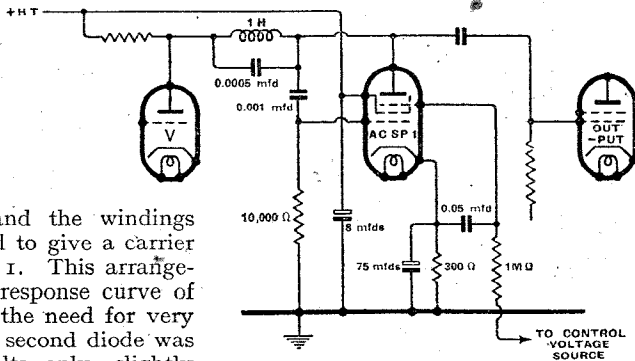 +HT
1 H
0.0005 mfd
0.001 mfd
V
AC SP 1
OUT
-PUT
0.05 mfd
10,000 Ω
8 mfds
75 mfds
300 Ω
1 M Ω
TO CONTROL
VOLTAGE
SOURCE
and the windings
d to give a carrier
1. This arrange-
response curve of
the need for very
second diode was
only slightly